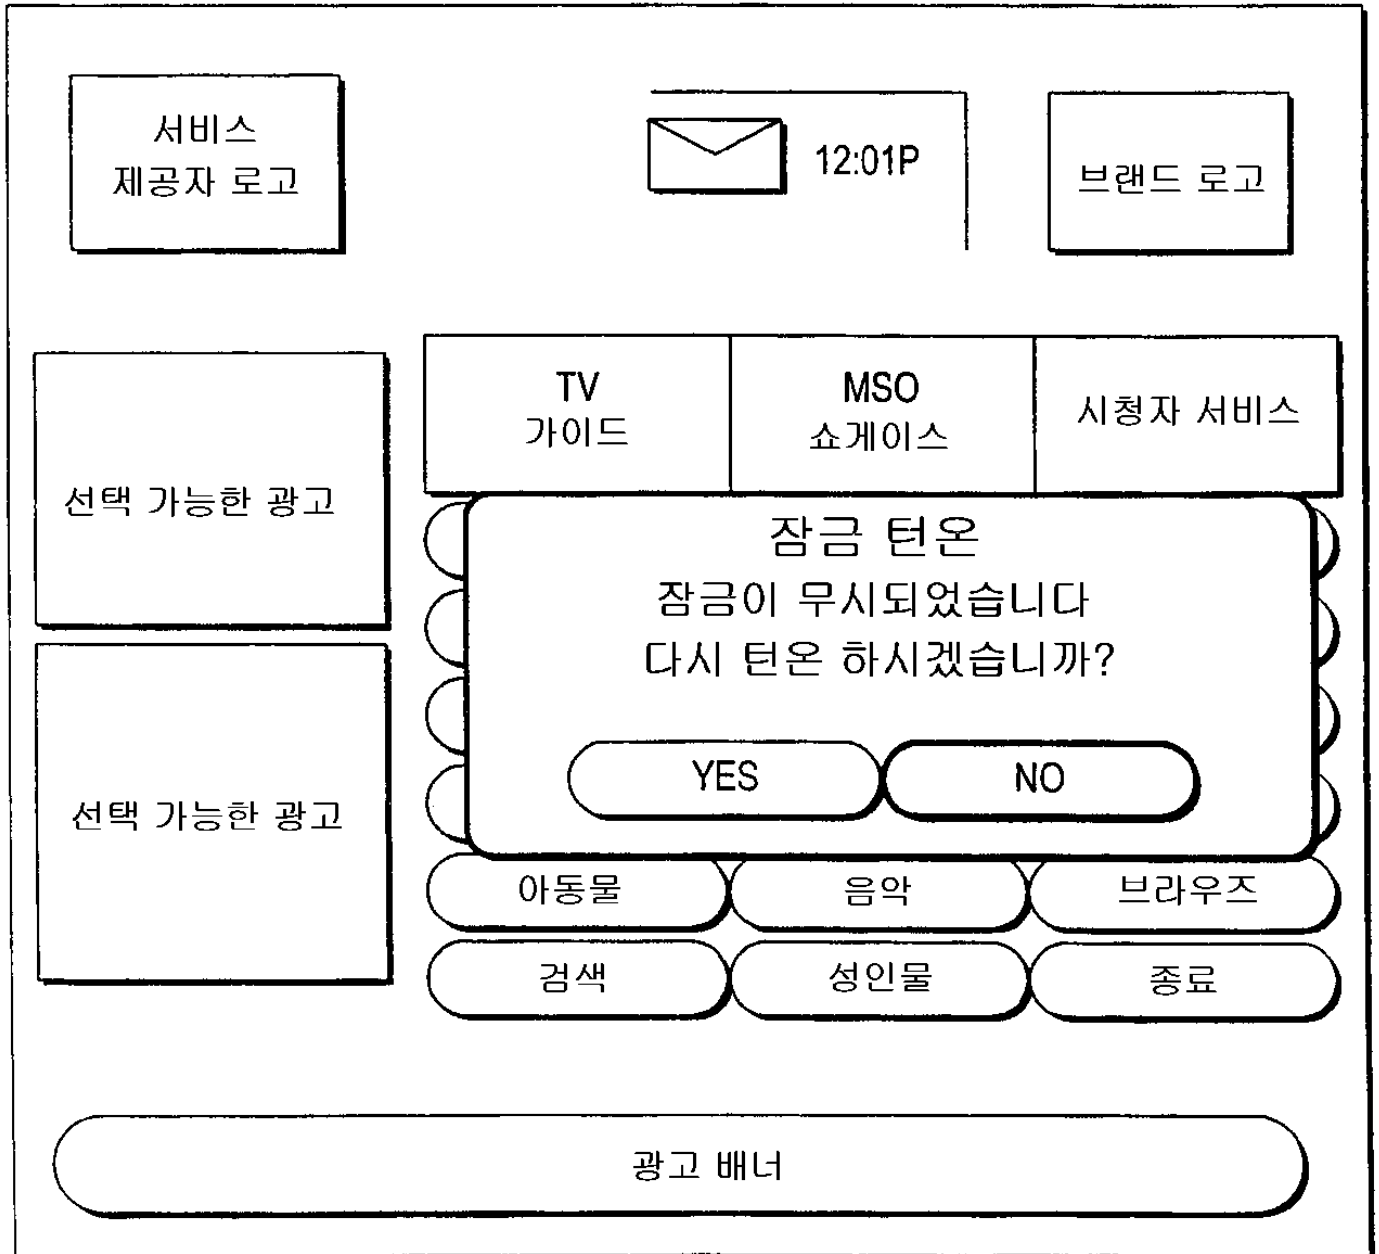 서비스
제공자 로고
12:01P
브랜드 로고
TV
가이드
MSO
쇼게이스
시청자 서비스
선택 가능한 광고
잠금 턴온
잠금이 무시되었습니다
다시 턴온 하시겠습니까?
YES
NO
선택 가능한 광고
아동물
음악
브라우즈
검색
성인물
종료
광고 배너